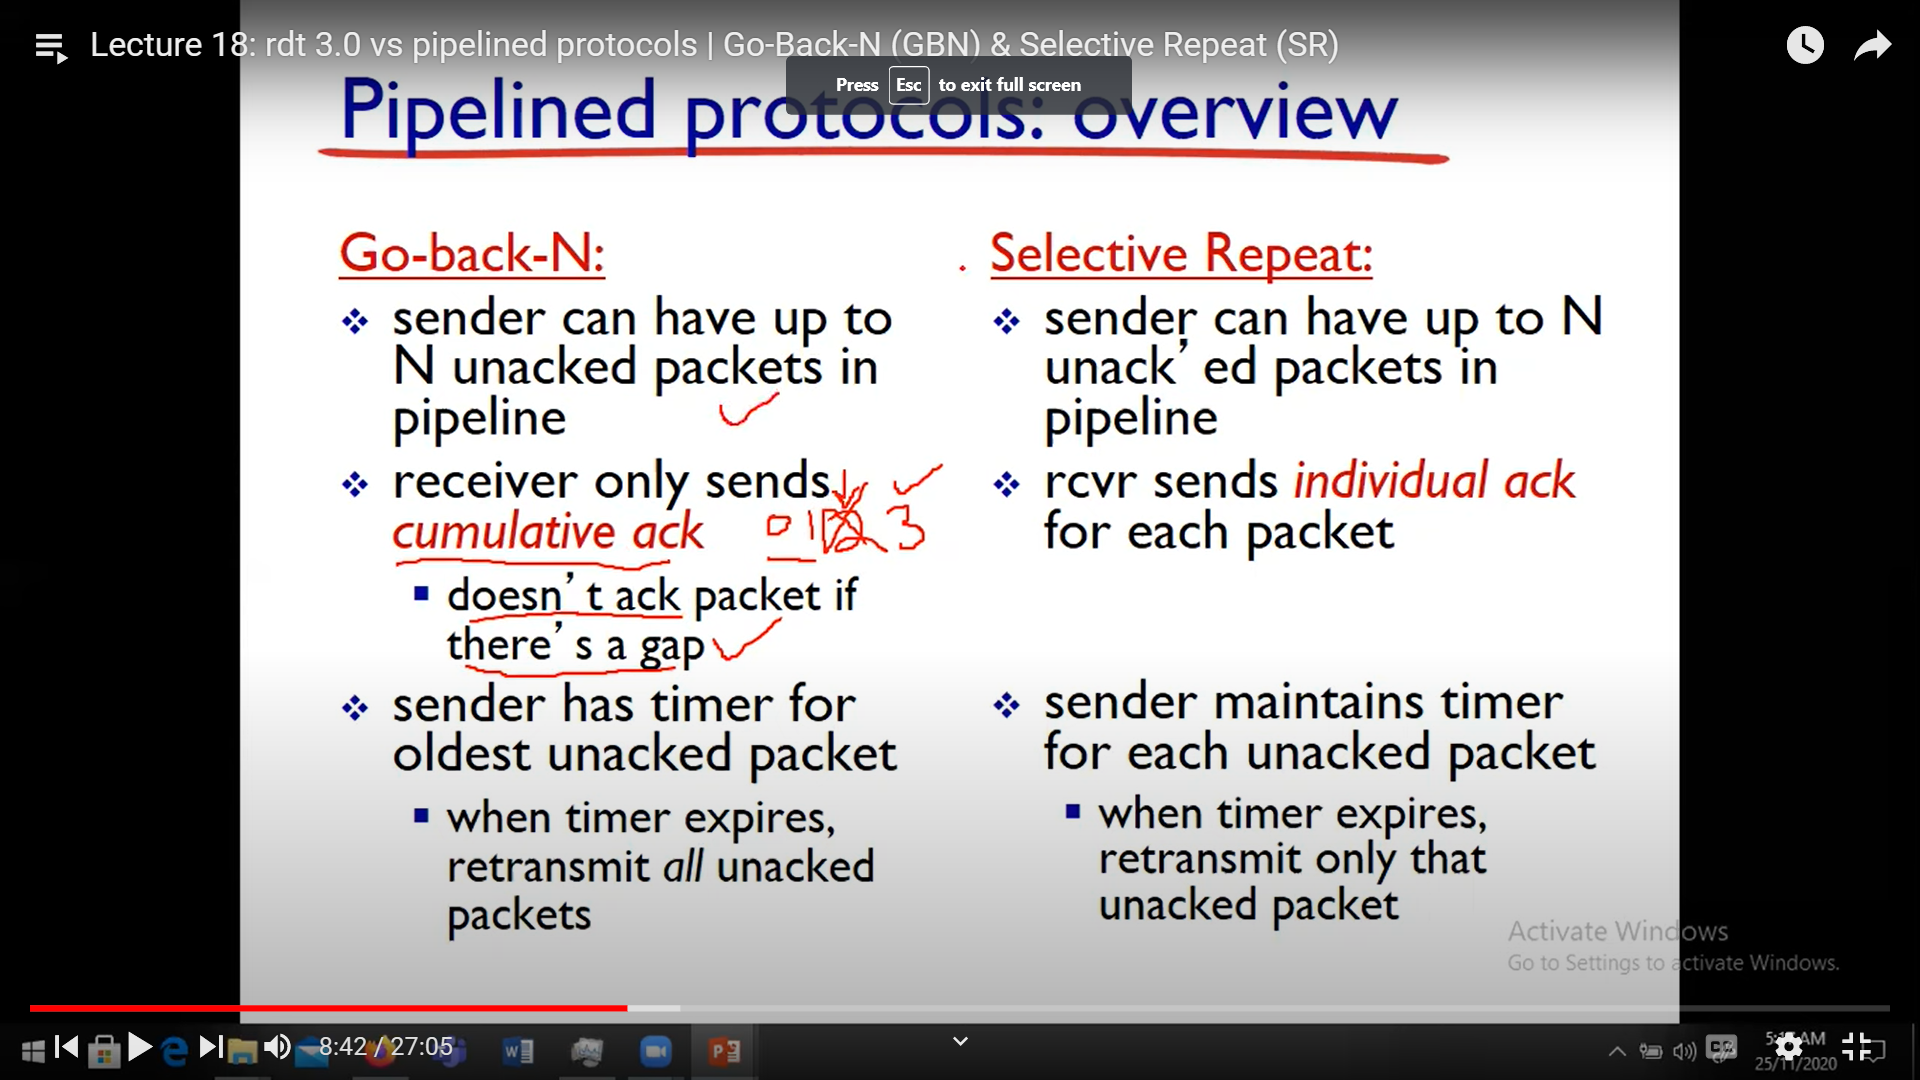 Lecture 18: rdt 3.0 vs pipelined protocols | Go-Back-N (GBN) & Selective Repeat (SR)
Press Esc to exit full screen
Pipelined protocols: overview
Go-back-N:
sender can have up to
N unacked packets in
pipeline
receiver only sends
cumulative ack
0 1 3
doesn't ack packet if
there's a gap
sender has timer for
oldest unacked packet
when timer expires,
retransmit all unacked
packets
Selective Repeat:
sender can have up to N
unack'ed packets in
pipeline
rcvr sends individual ack
for each packet
sender maintains timer
for each unacked packet
when timer expires,
retransmit only that
unacked packet
Activate Windows
Go to Settings to activate Windows.
8:42 / 27:05
25/11/2020